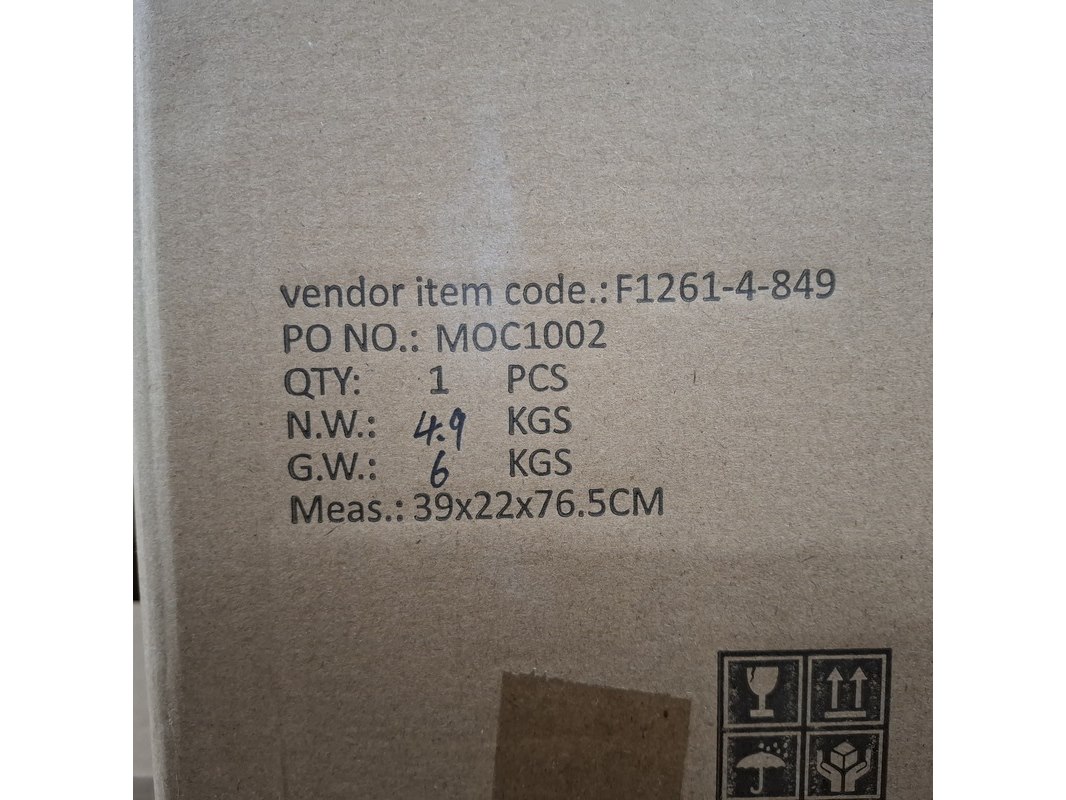 vendor item code.: F1261-4-849
PO NO.: MOC1002
QTY: 1 PCS
N.W.: 4.9 KGS
G.W.: 6 KGS
Meas.: 39x22x76.5CM